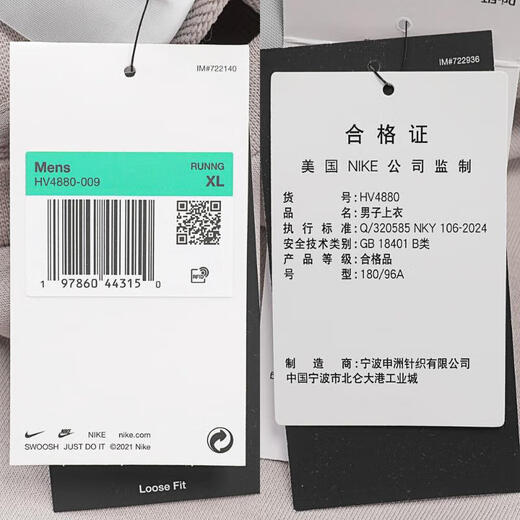 IM#722140
Mens
RUNNG
HV4880-009
XL
1 97860 44315 0
RFID
NIKE nike.com
SWOOSH JUST DO IT ©2021 Nike
Loose Fit
Dri-FIT
IM#722936
合格证
美国 NIKE 公司监制
货号:HV4880
品名:男子上衣
执行标准:Q/320585 NKY 106-2024
安全技术类别:GB 18401 B类
产品等级:合格品
号型:180/96A
制造商:宁波申洲针织有限公司
中国宁波市北仑大港工业城